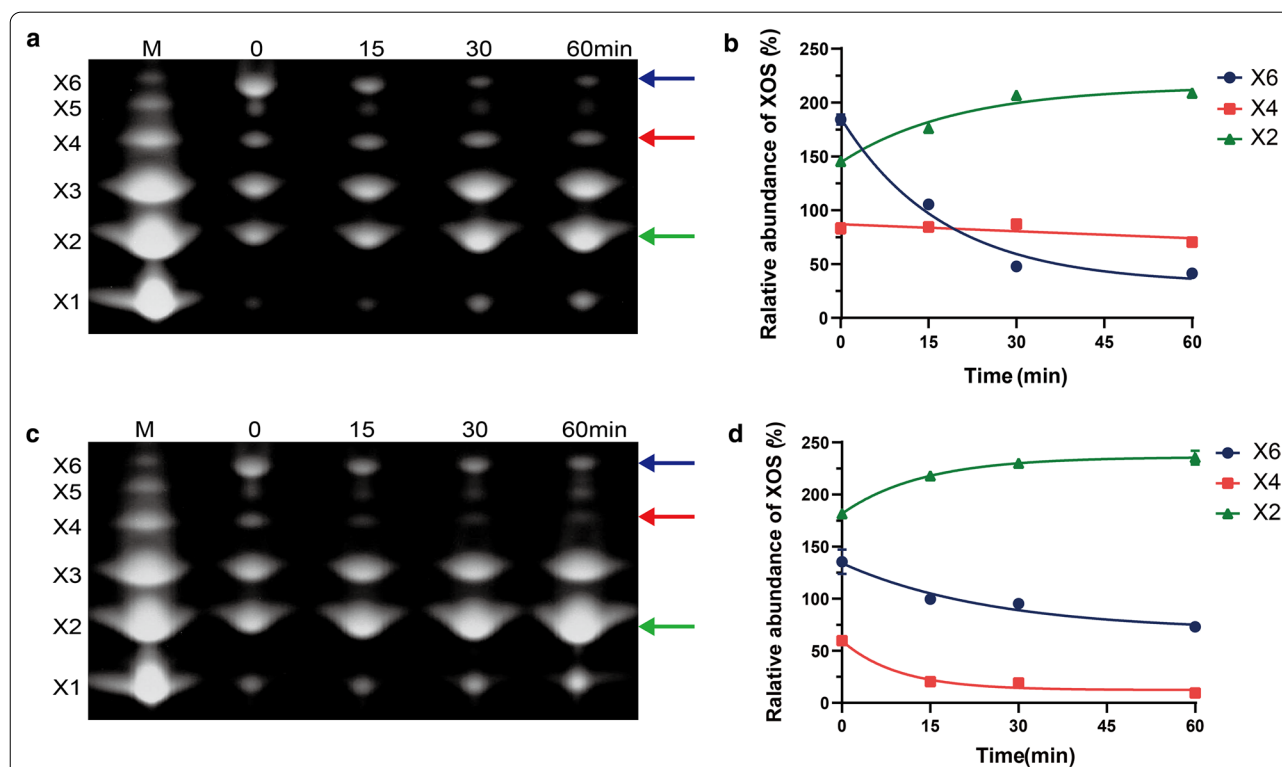 a
M 0 15 30 60min
X6
X5
X4
X3
X2
X1
b
Ralative abundance of XOS (%)
250
200
150
100
50
0
0 15 30 45 60
Time (min)
X6
X4
X2
c
M 0 15 30 60min
X6
X5
X4
X3
X2
X1
d
Ralative abundance of XOS (%)
250
200
150
100
50
0
0 15 30 45 60
Time(min)
X6
X4
X2